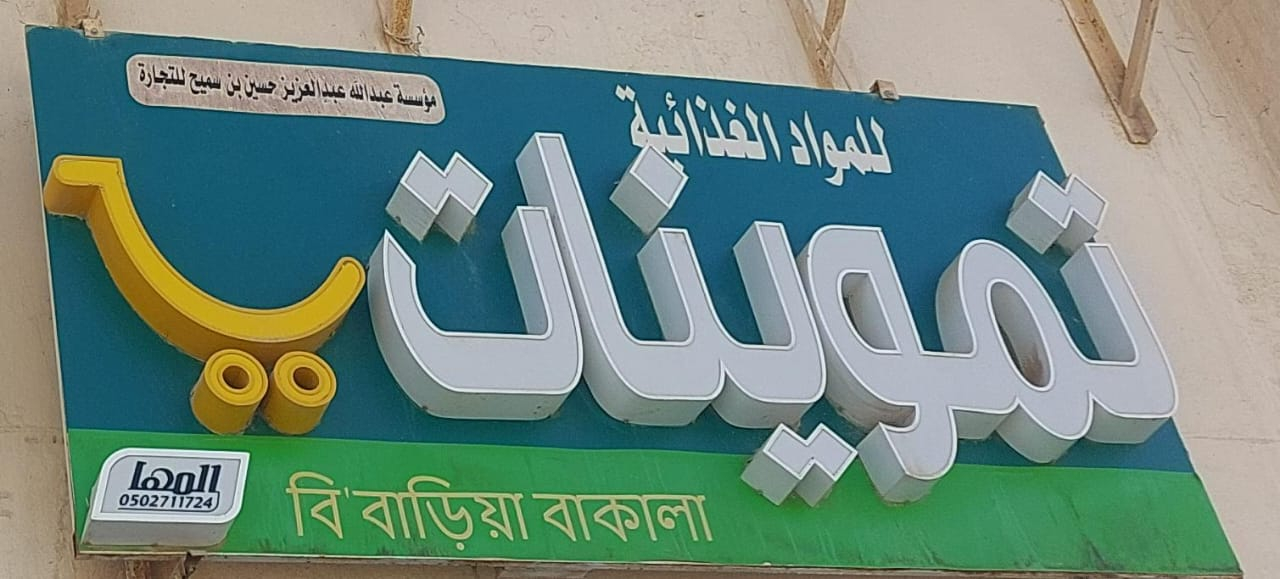 مؤسسة عبدالله عبدالعزيز حسين بن سميح للتجارة
للمواد الغذائية
تموينات
বি'বাড়িয়া বাকালা
المها
0502711724